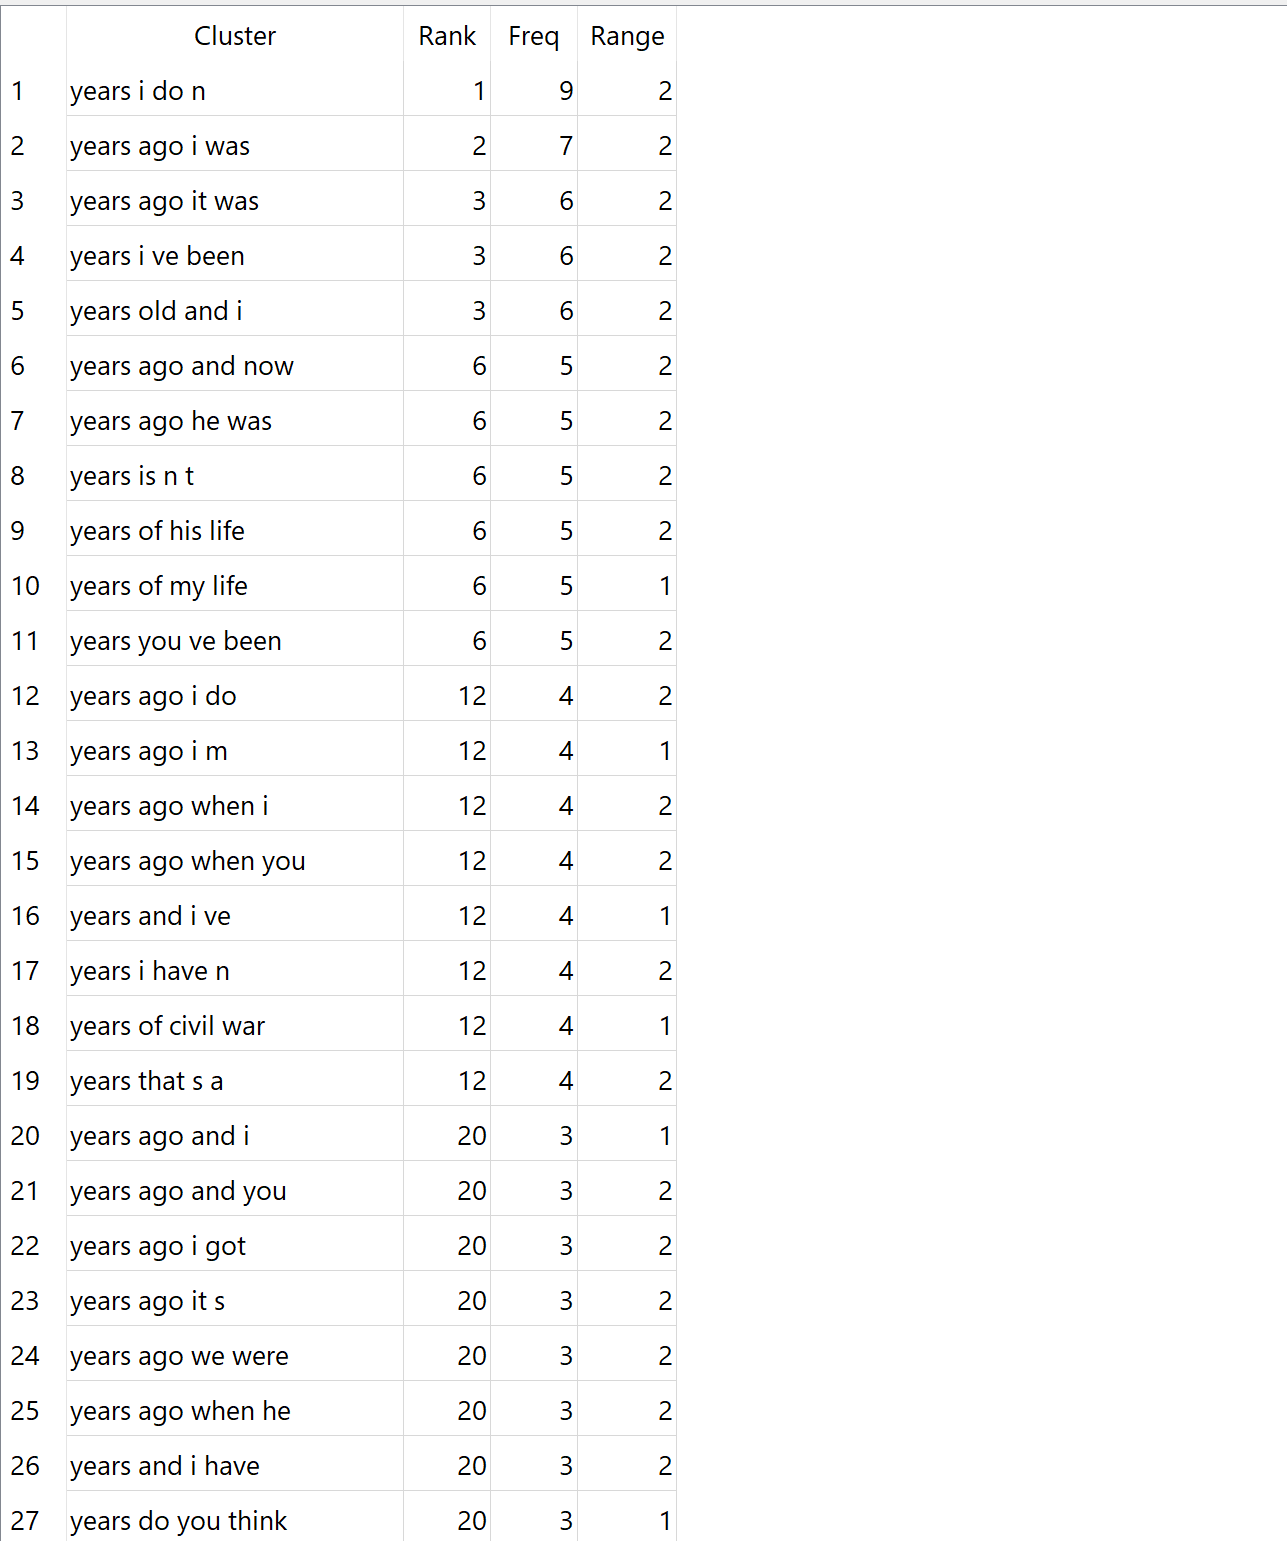 Cluster Rank Freq Range
1 years i do n 1 9 2
2 years ago i was 2 7 2
3 years ago it was 3 6 2
4 years i ve been 3 6 2
5 years old and i 3 6 2
6 years ago and now 6 5 2
7 years ago he was 6 5 2
8 years is n t 6 5 2
9 years of his life 6 5 2
10 years of my life 6 5 1
11 years you ve been 6 5 2
12 years ago i do 12 4 2
13 years ago i m 12 4 1
14 years ago when i 12 4 2
15 years ago when you 12 4 2
16 years and i ve 12 4 1
17 years i have n 12 4 2
18 years of civil war 12 4 1
19 years that s a 12 4 2
20 years ago and i 20 3 1
21 years ago and you 20 3 2
22 years ago i got 20 3 2
23 years ago it s 20 3 2
24 years ago we were 20 3 2
25 years ago when he 20 3 2
26 years and i have 20 3 2
27 years do you think 20 3 1